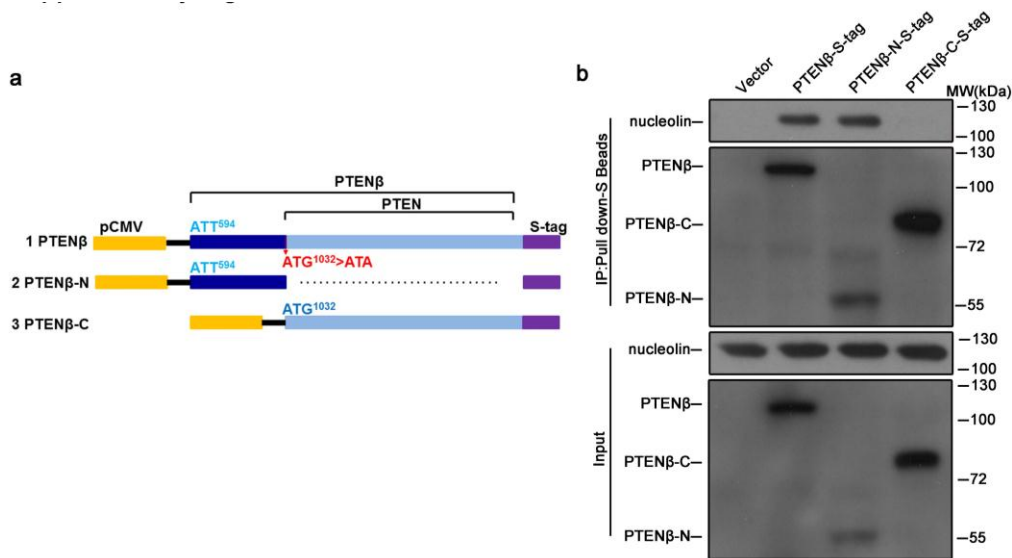 a
PTENβ
PTEN
pCMV
ATT594
S-tag
1 PTENβ
ATG1032>ATA
ATT594
2 PTENβ-N
ATG1032
3 PTENβ-C
b
Vector
PTENβ-S-tag
PTENβ-N-S-tag
PTENβ-C-S-tag
MW(kDa)
IP:Pull down-S Beads
nucleolin
130
100
PTENβ
130
100
PTENβ-C
72
PTENβ-N
55
Input
nucleolin
130
100
PTENβ
130
100
PTENβ-C
72
PTENβ-N
55